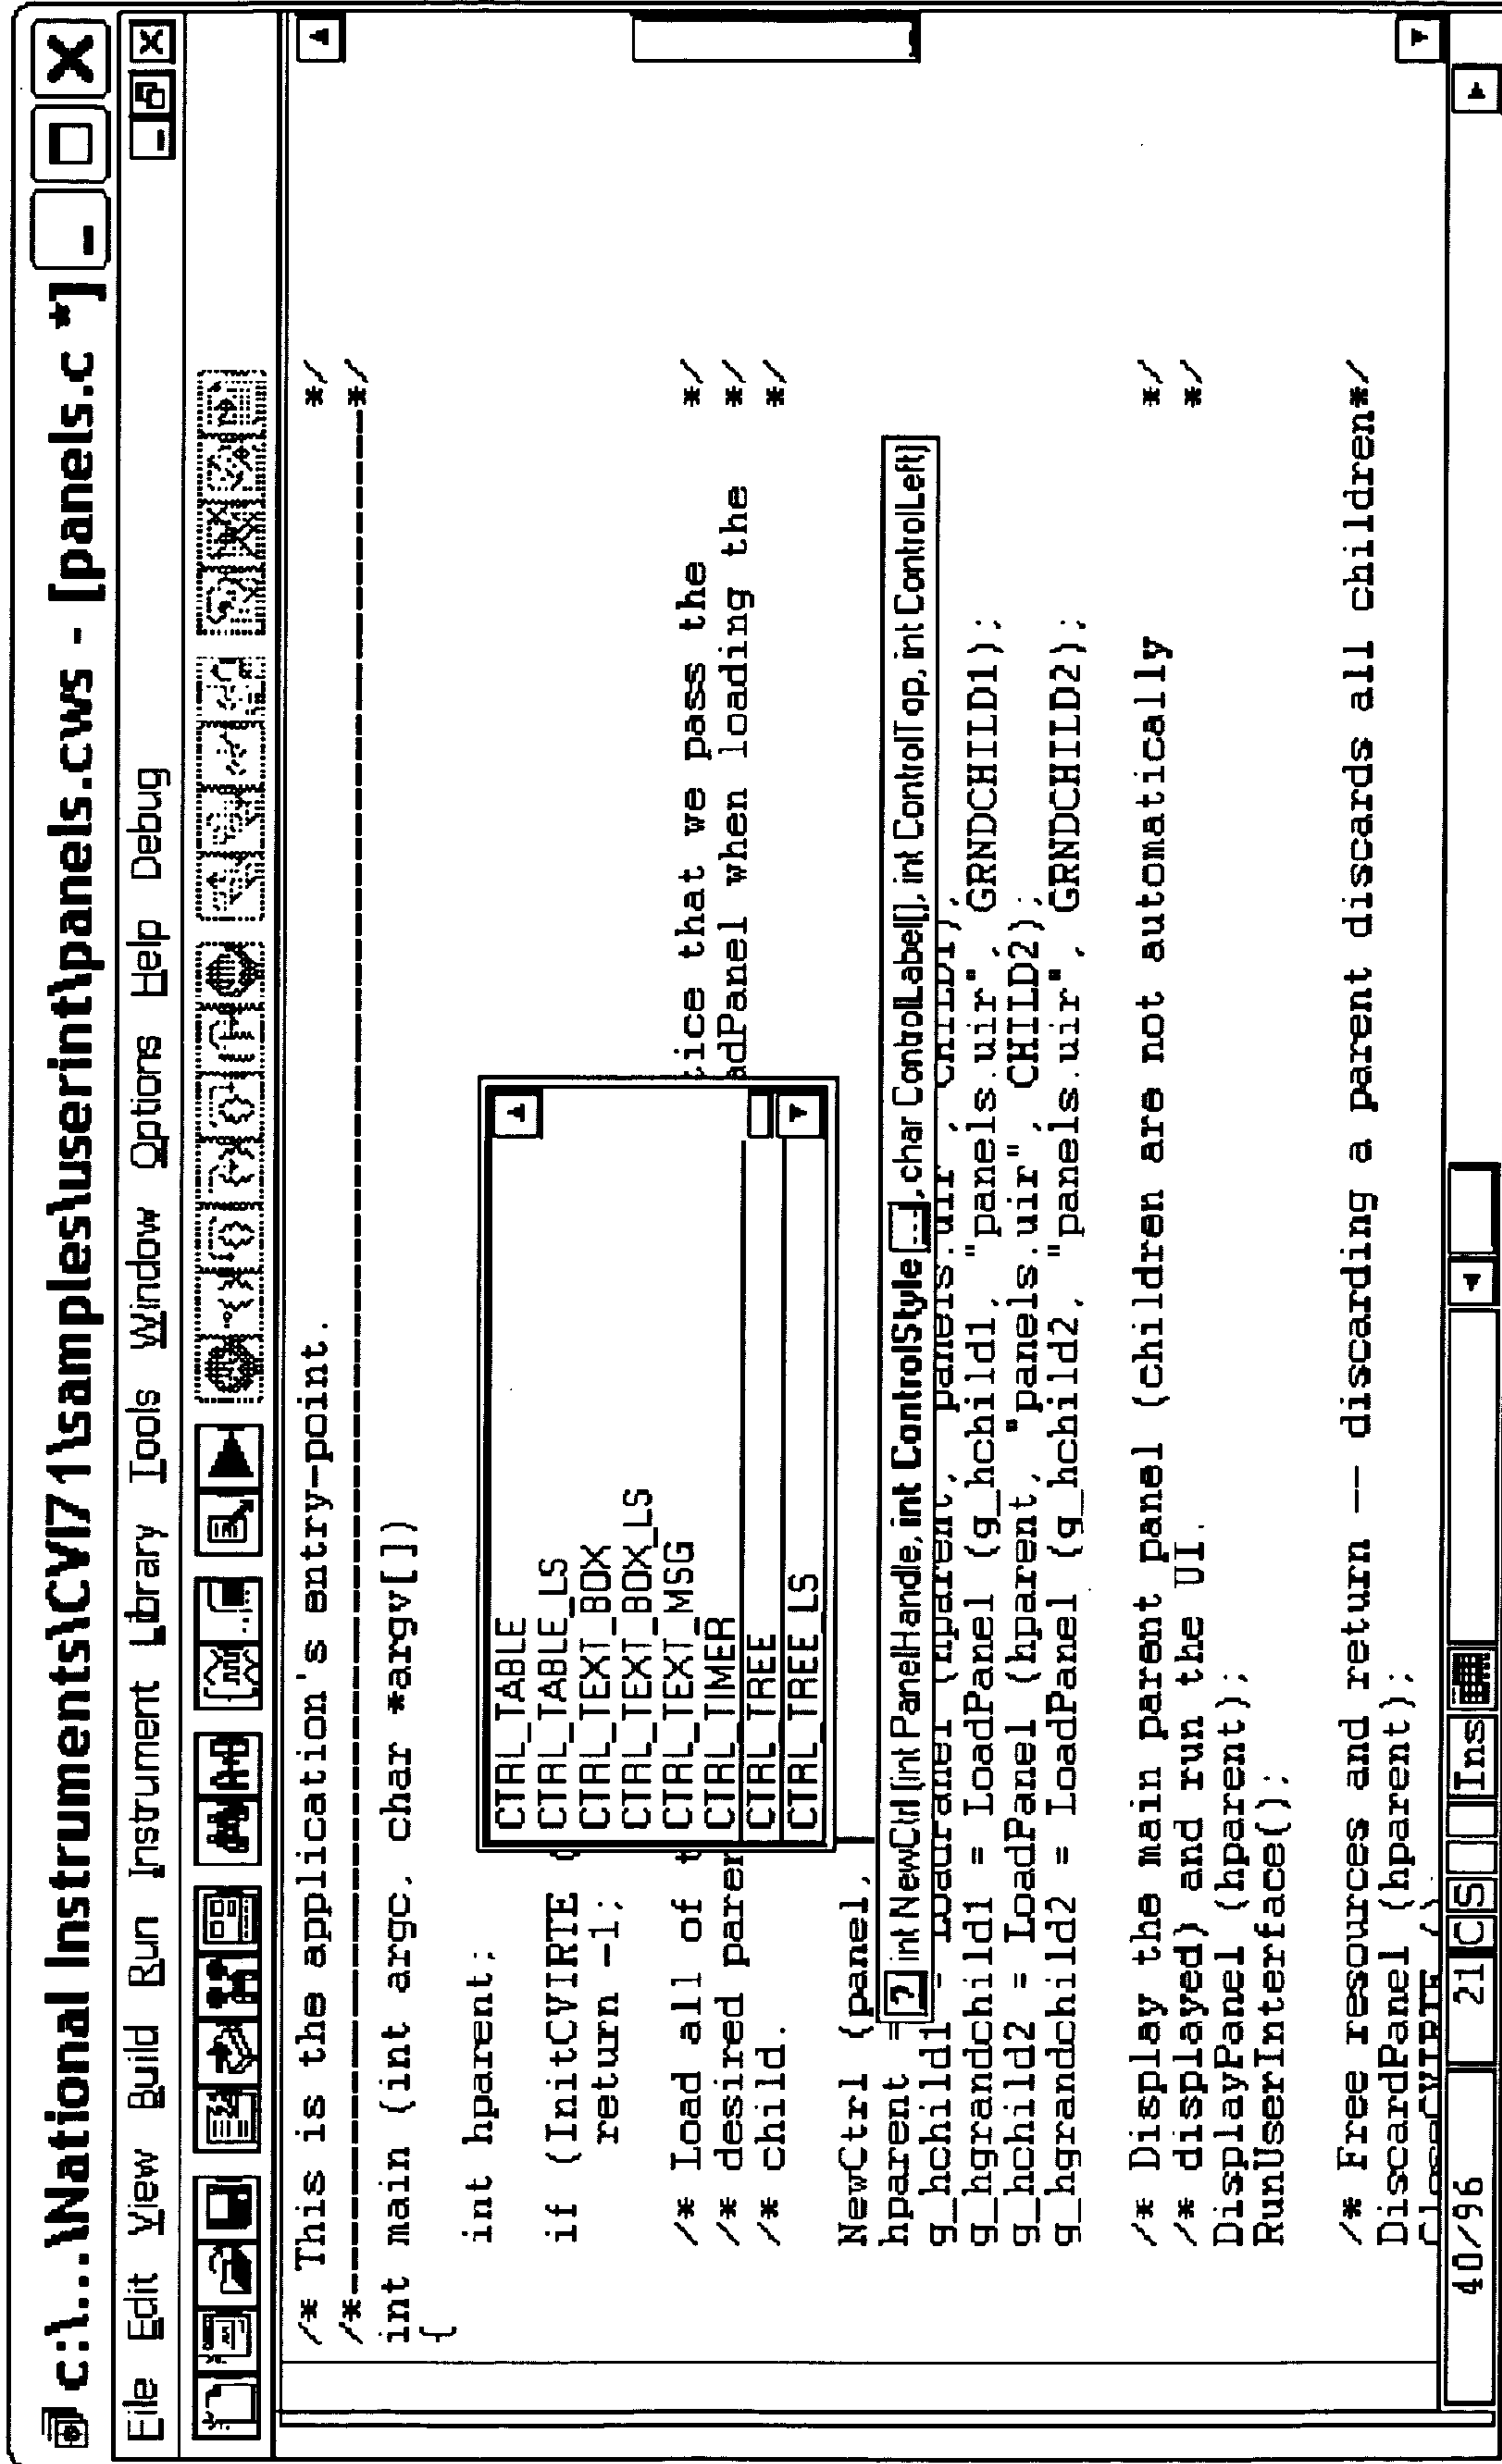 c:\...\National Instruments\CVI71\samples\userint\panels.cws - [panels.c *]
File Edit View Build Run Instrument Library Tools Window Options Help Debug
/* This is the application's entry-point. */
/*----------------------------------------------------------------------*/
int main (int argc, char *argv[])
{
int hparent;
if (InitCVIRTE
return -1;
/* Load all of t
ice that we pass the */
/* desired paren
adPanel when loading the */
/* child. */
CTRL_TABLE
CTRL_TABLE_LS
CTRL_TEXT_BOX
CTRL_TEXT_BOX_LS
CTRL_TEXT_MSG
CTRL_TIMER
CTRL_TREE
CTRL_TREE_LS
NewCtrl (panel,
? int NewCtrl (int PanelHandle, int ControlStyle ..., char ControlLabel[], int ControlTop, int ControlLeft)
hparent =
g_hchild1 = LoadPanel (hparent, "panels.uir", CHILD1);
g_hgrandchild1 = LoadPanel (g_hchild1, "panels.uir", GRNDCHILD1);
g_hchild2 = LoadPanel (hparent, "panels.uir", CHILD2);
g_hgrandchild2 = LoadPanel (g_hchild2, "panels.uir", GRNDCHILD2);
/* Display the main parent panel (children are not automatically */
/* displayed) and run the UI. */
DisplayPanel (hparent);
RunUserInterface();
/* Free resources and return -- discarding a parent discards all children*/
DiscardPanel (hparent);
CloseCVIRTE ()
40/96 21 C S Ins